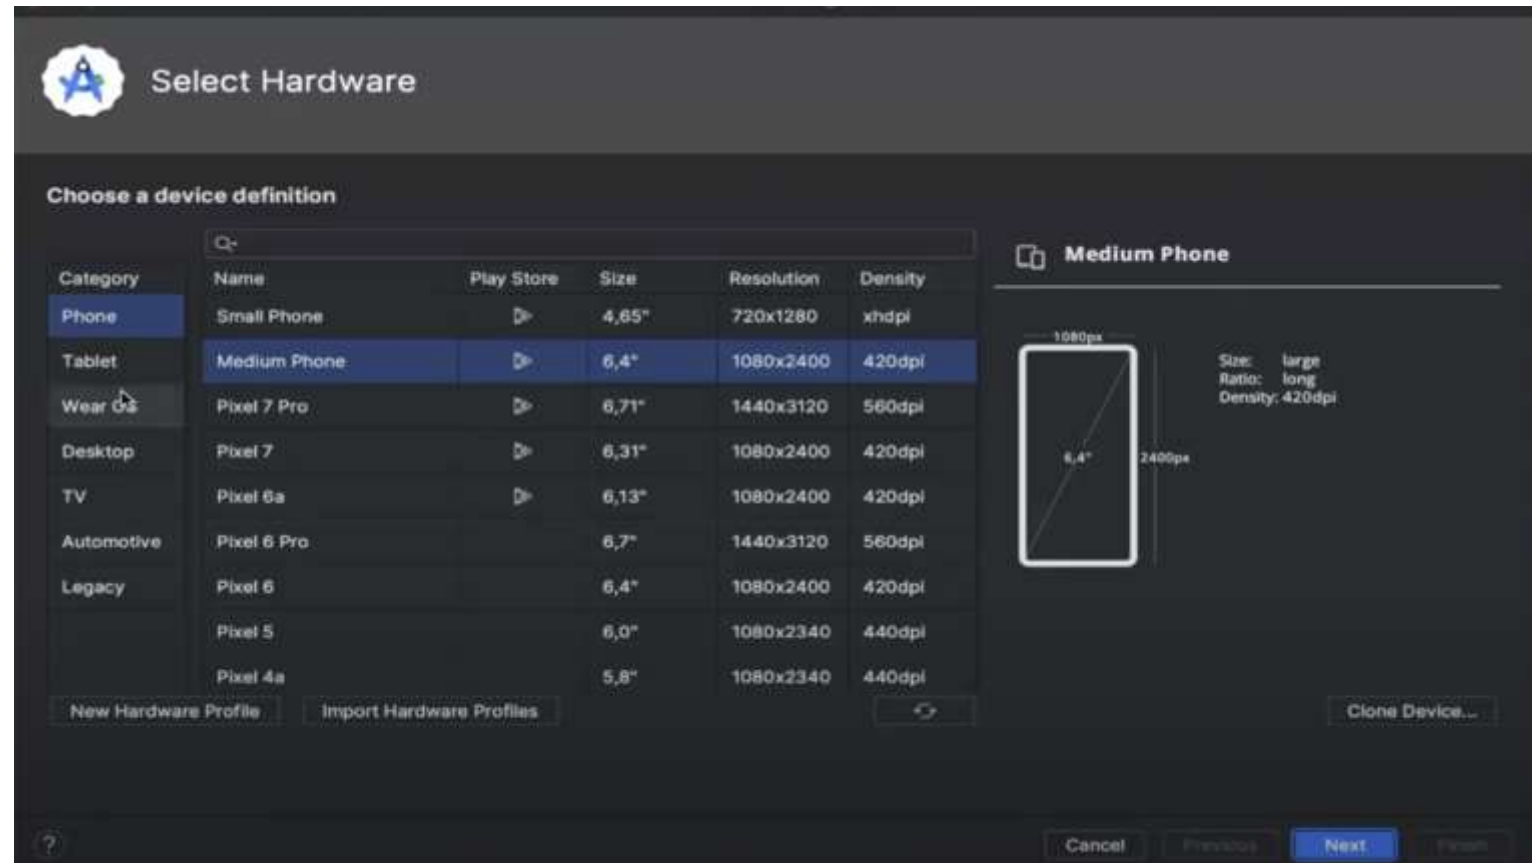 Select Hardware
Choose a device definition
Category Name Play Store Size Resolution Density
Phone Small Phone 4,65" 720x1280 xhdpi
Tablet Medium Phone 6,4" 1080x2400 420dpi
Wear OS Pixel 7 Pro 6,71" 1440x3120 560dpi
Desktop Pixel 7 6,31" 1080x2400 420dpi
TV Pixel 6a 6,13" 1080x2400 420dpi
Automotive Pixel 6 Pro 6,7" 1440x3120 560dpi
Legacy Pixel 6 6,4" 1080x2400 420dpi
Pixel 5 6,0" 1080x2340 440dpi
Pixel 4a 5,8" 1080x2340 440dpi
New Hardware Profile Import Hardware Profiles
Medium Phone
1080px
Size: large
Ratio: long
Density: 420dpi
6,4" 2400px
Clone Device...
? Cancel Previous Next Finish